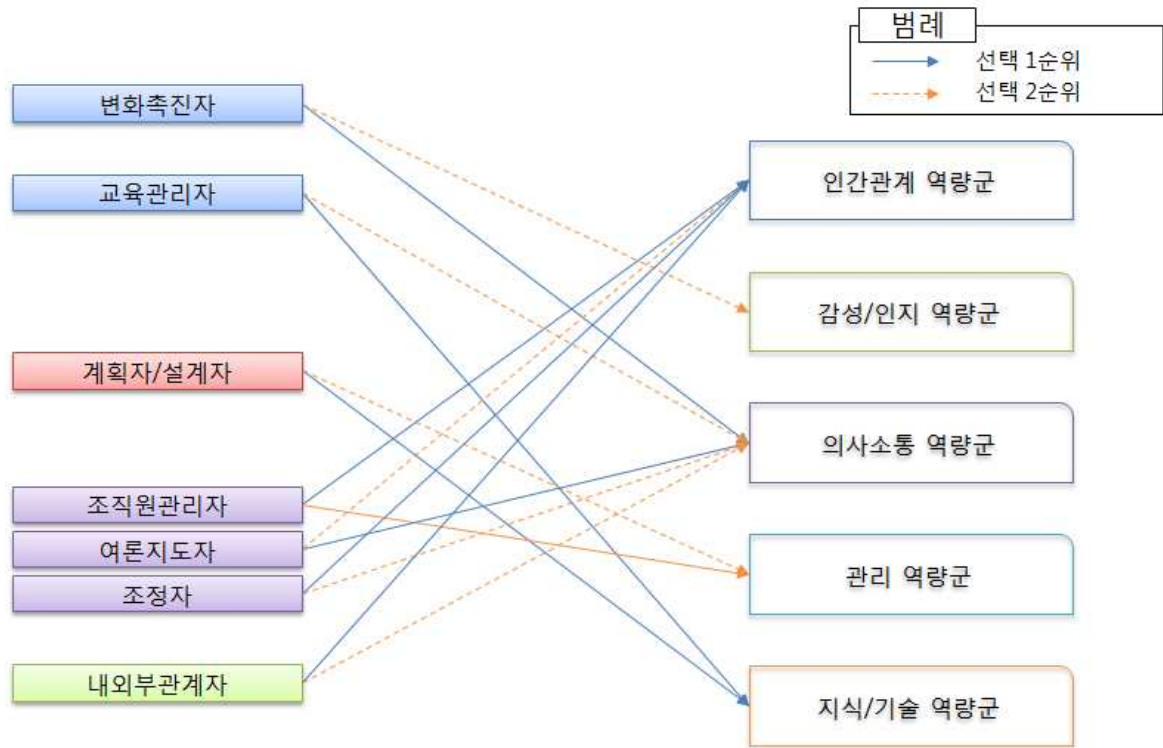 범례
선택 1순위
선택 2순위
변화촉진자
교육관리자
계획자/설계자
조직원관리자
여론지도자
조정자
내외부관계자
인간관계 역량군
감성/인지 역량군
의사소통 역량군
관리 역량군
지식/기술 역량군